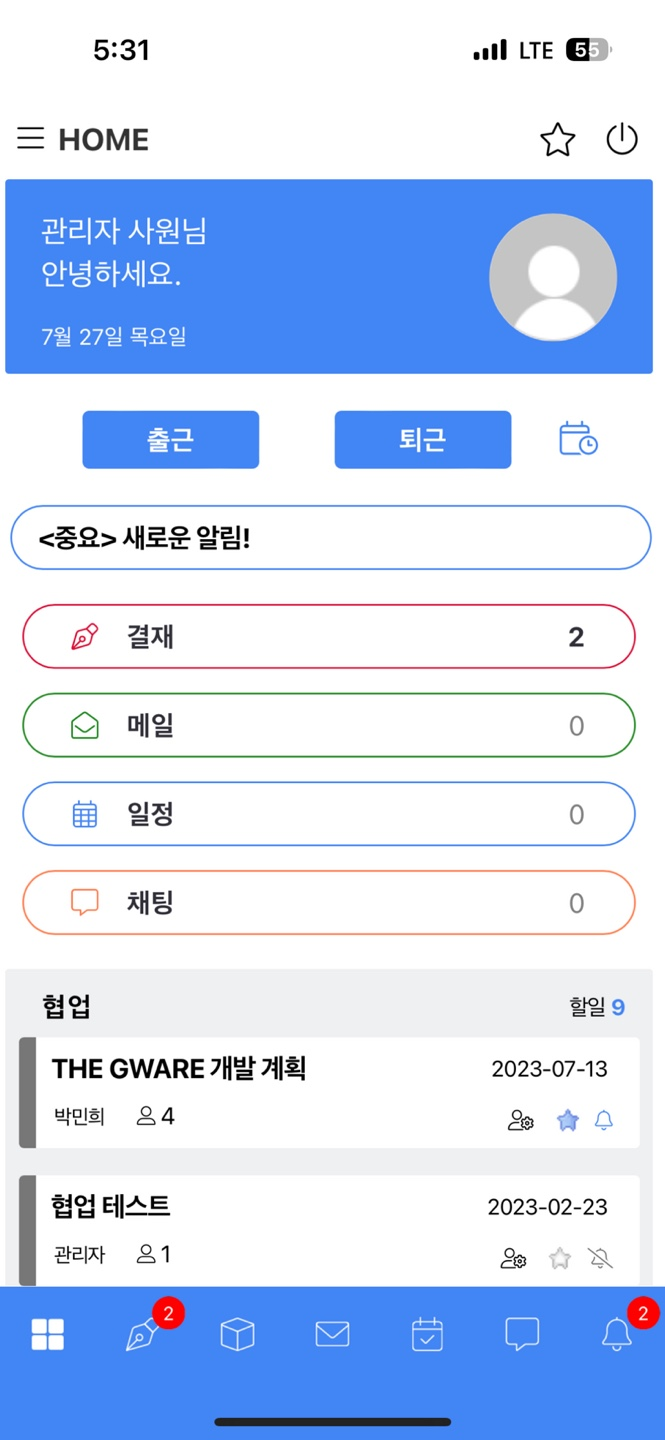 5:31
LTE 55
HOME
관리자 사원님
안녕하세요.
7월 27일 목요일
출근
퇴근
<중요> 새로운 알림!
결재 2
메일 0
일정 0
채팅 0
협업
할일 9
THE GWARE 개발 계획 2023-07-13
박민희 4
협업 테스트 2023-02-23
관리자 1
2
2